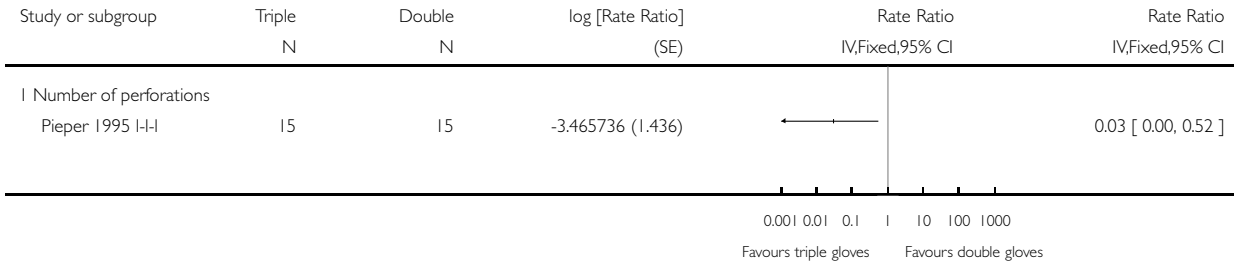 Study or subgroup Triple Double log [Rate Ratio] Rate Ratio Rate Ratio
N N (SE) IV,Fixed,95% CI IV,Fixed,95% CI
1 Number of perforations
Pieper 1995 I-I-I 15 15 -3.465736 (1.436) 0.03 [ 0.00, 0.52 ]
0.001 0.01 0.1 1 10 100 1000
Favours triple gloves Favours double gloves